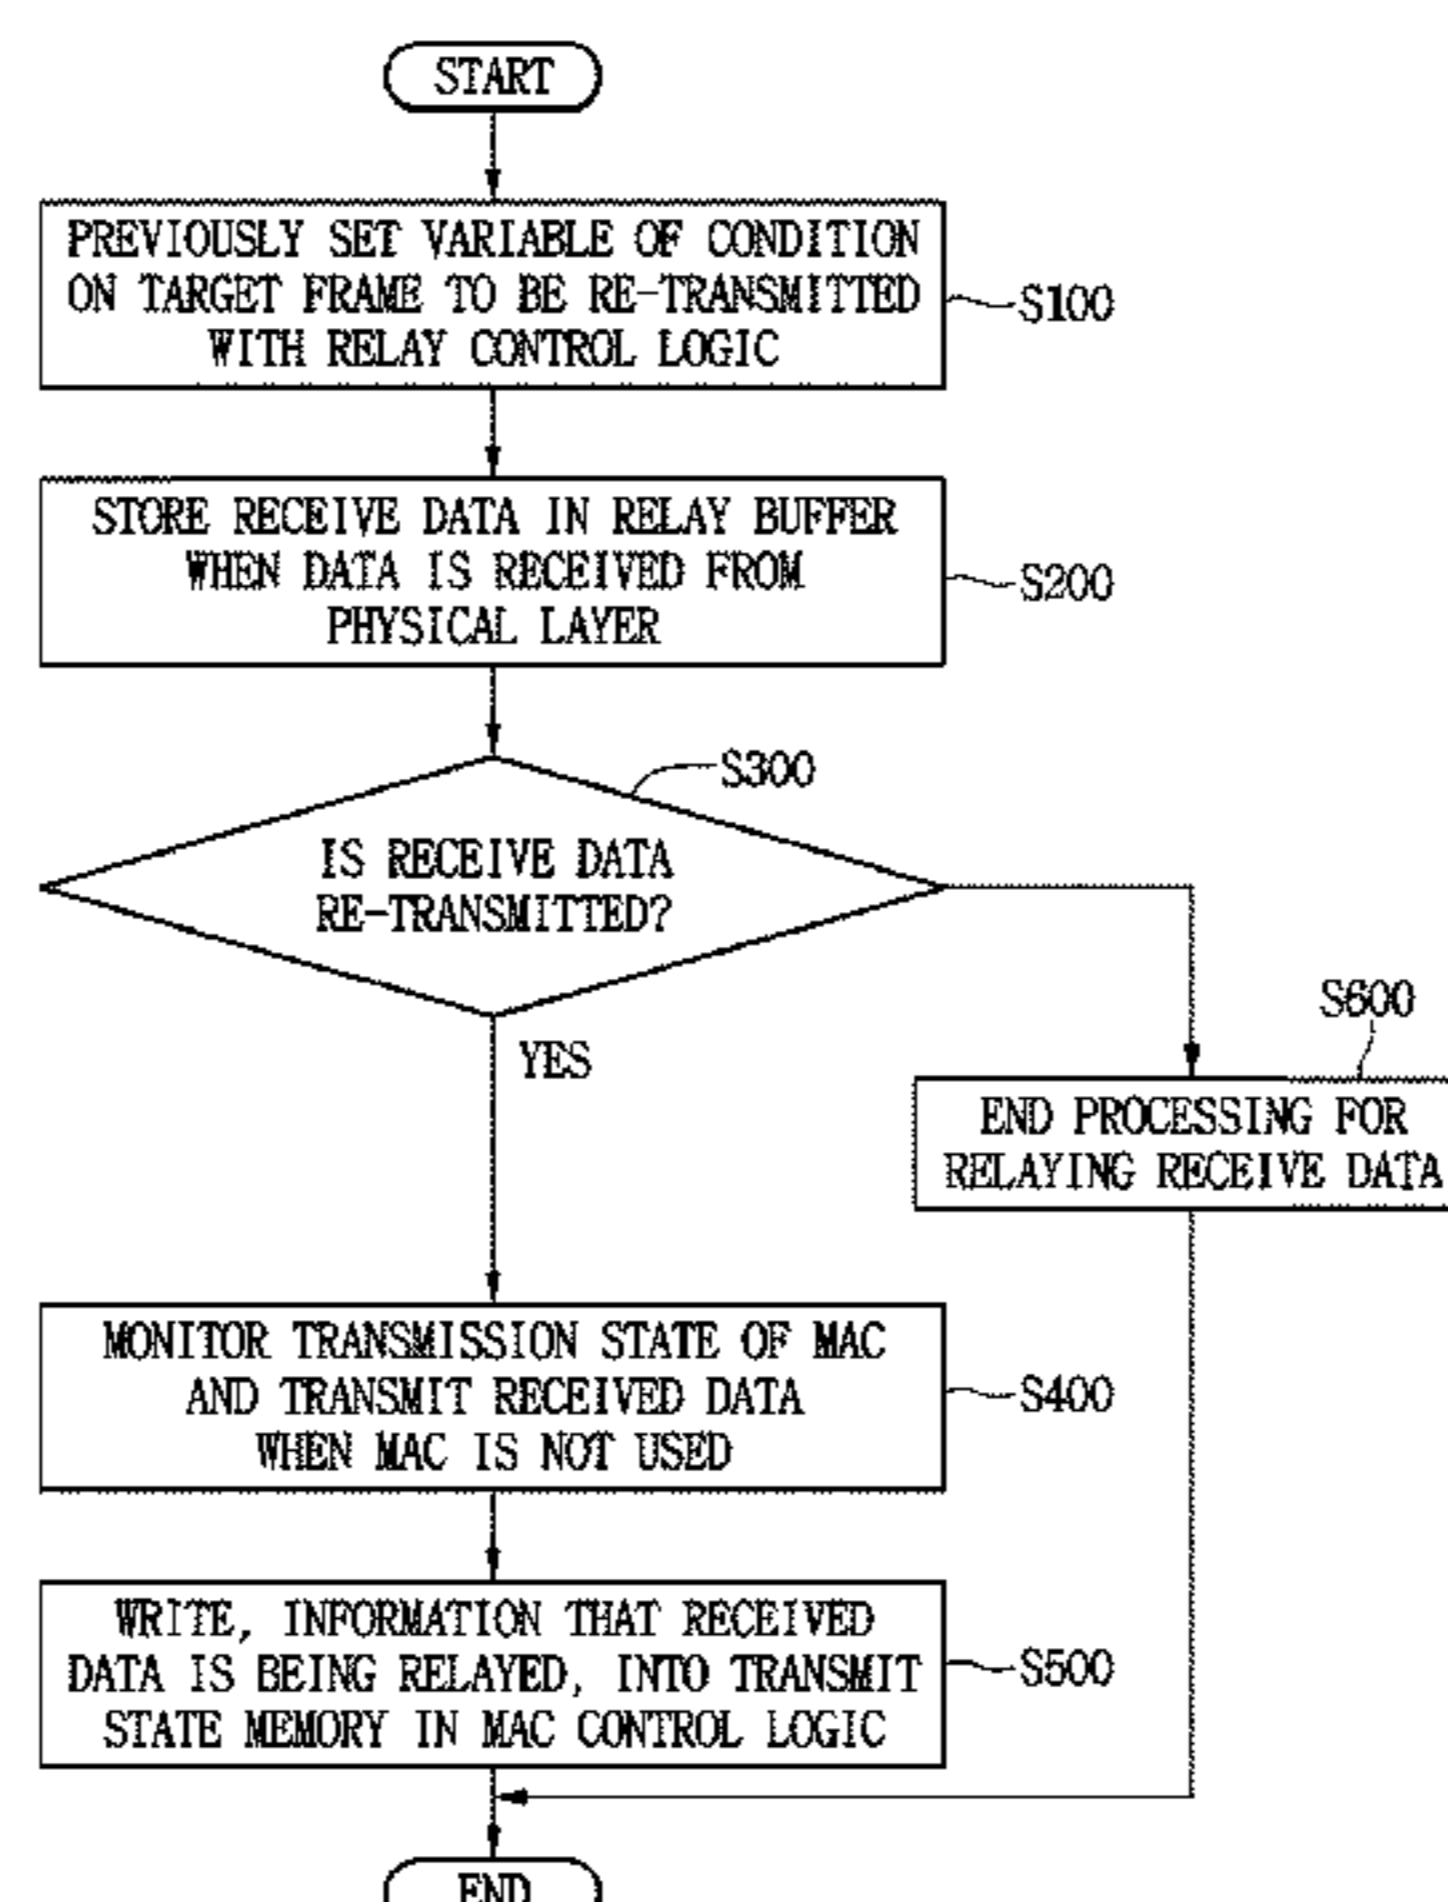 START
PREVIOUSLY SET VARIABLE OF CONDITION
ON TARGET FRAME TO BE RE-TRANSMITTED
WITH RELAY CONTROL LOGIC
S100
STORE RECEIVE DATA IN RELAY BUFFER
WHEN DATA IS RECEIVED FROM
PHYSICAL LAYER
S200
S300
IS RECEIVE DATA
RE-TRANSMITTED?
YES
S600
END PROCESSING FOR
RELAYING RECEIVE DATA
MONITOR TRANSMISSION STATE OF MAC
AND TRANSMIT RECEIVED DATA
WHEN MAC IS NOT USED
S400
WRITE, INFORMATION THAT RECEIVED
DATA IS BEING RELAYED, INTO TRANSMIT
STATE MEMORY IN MAC CONTROL LOGIC
S500
END